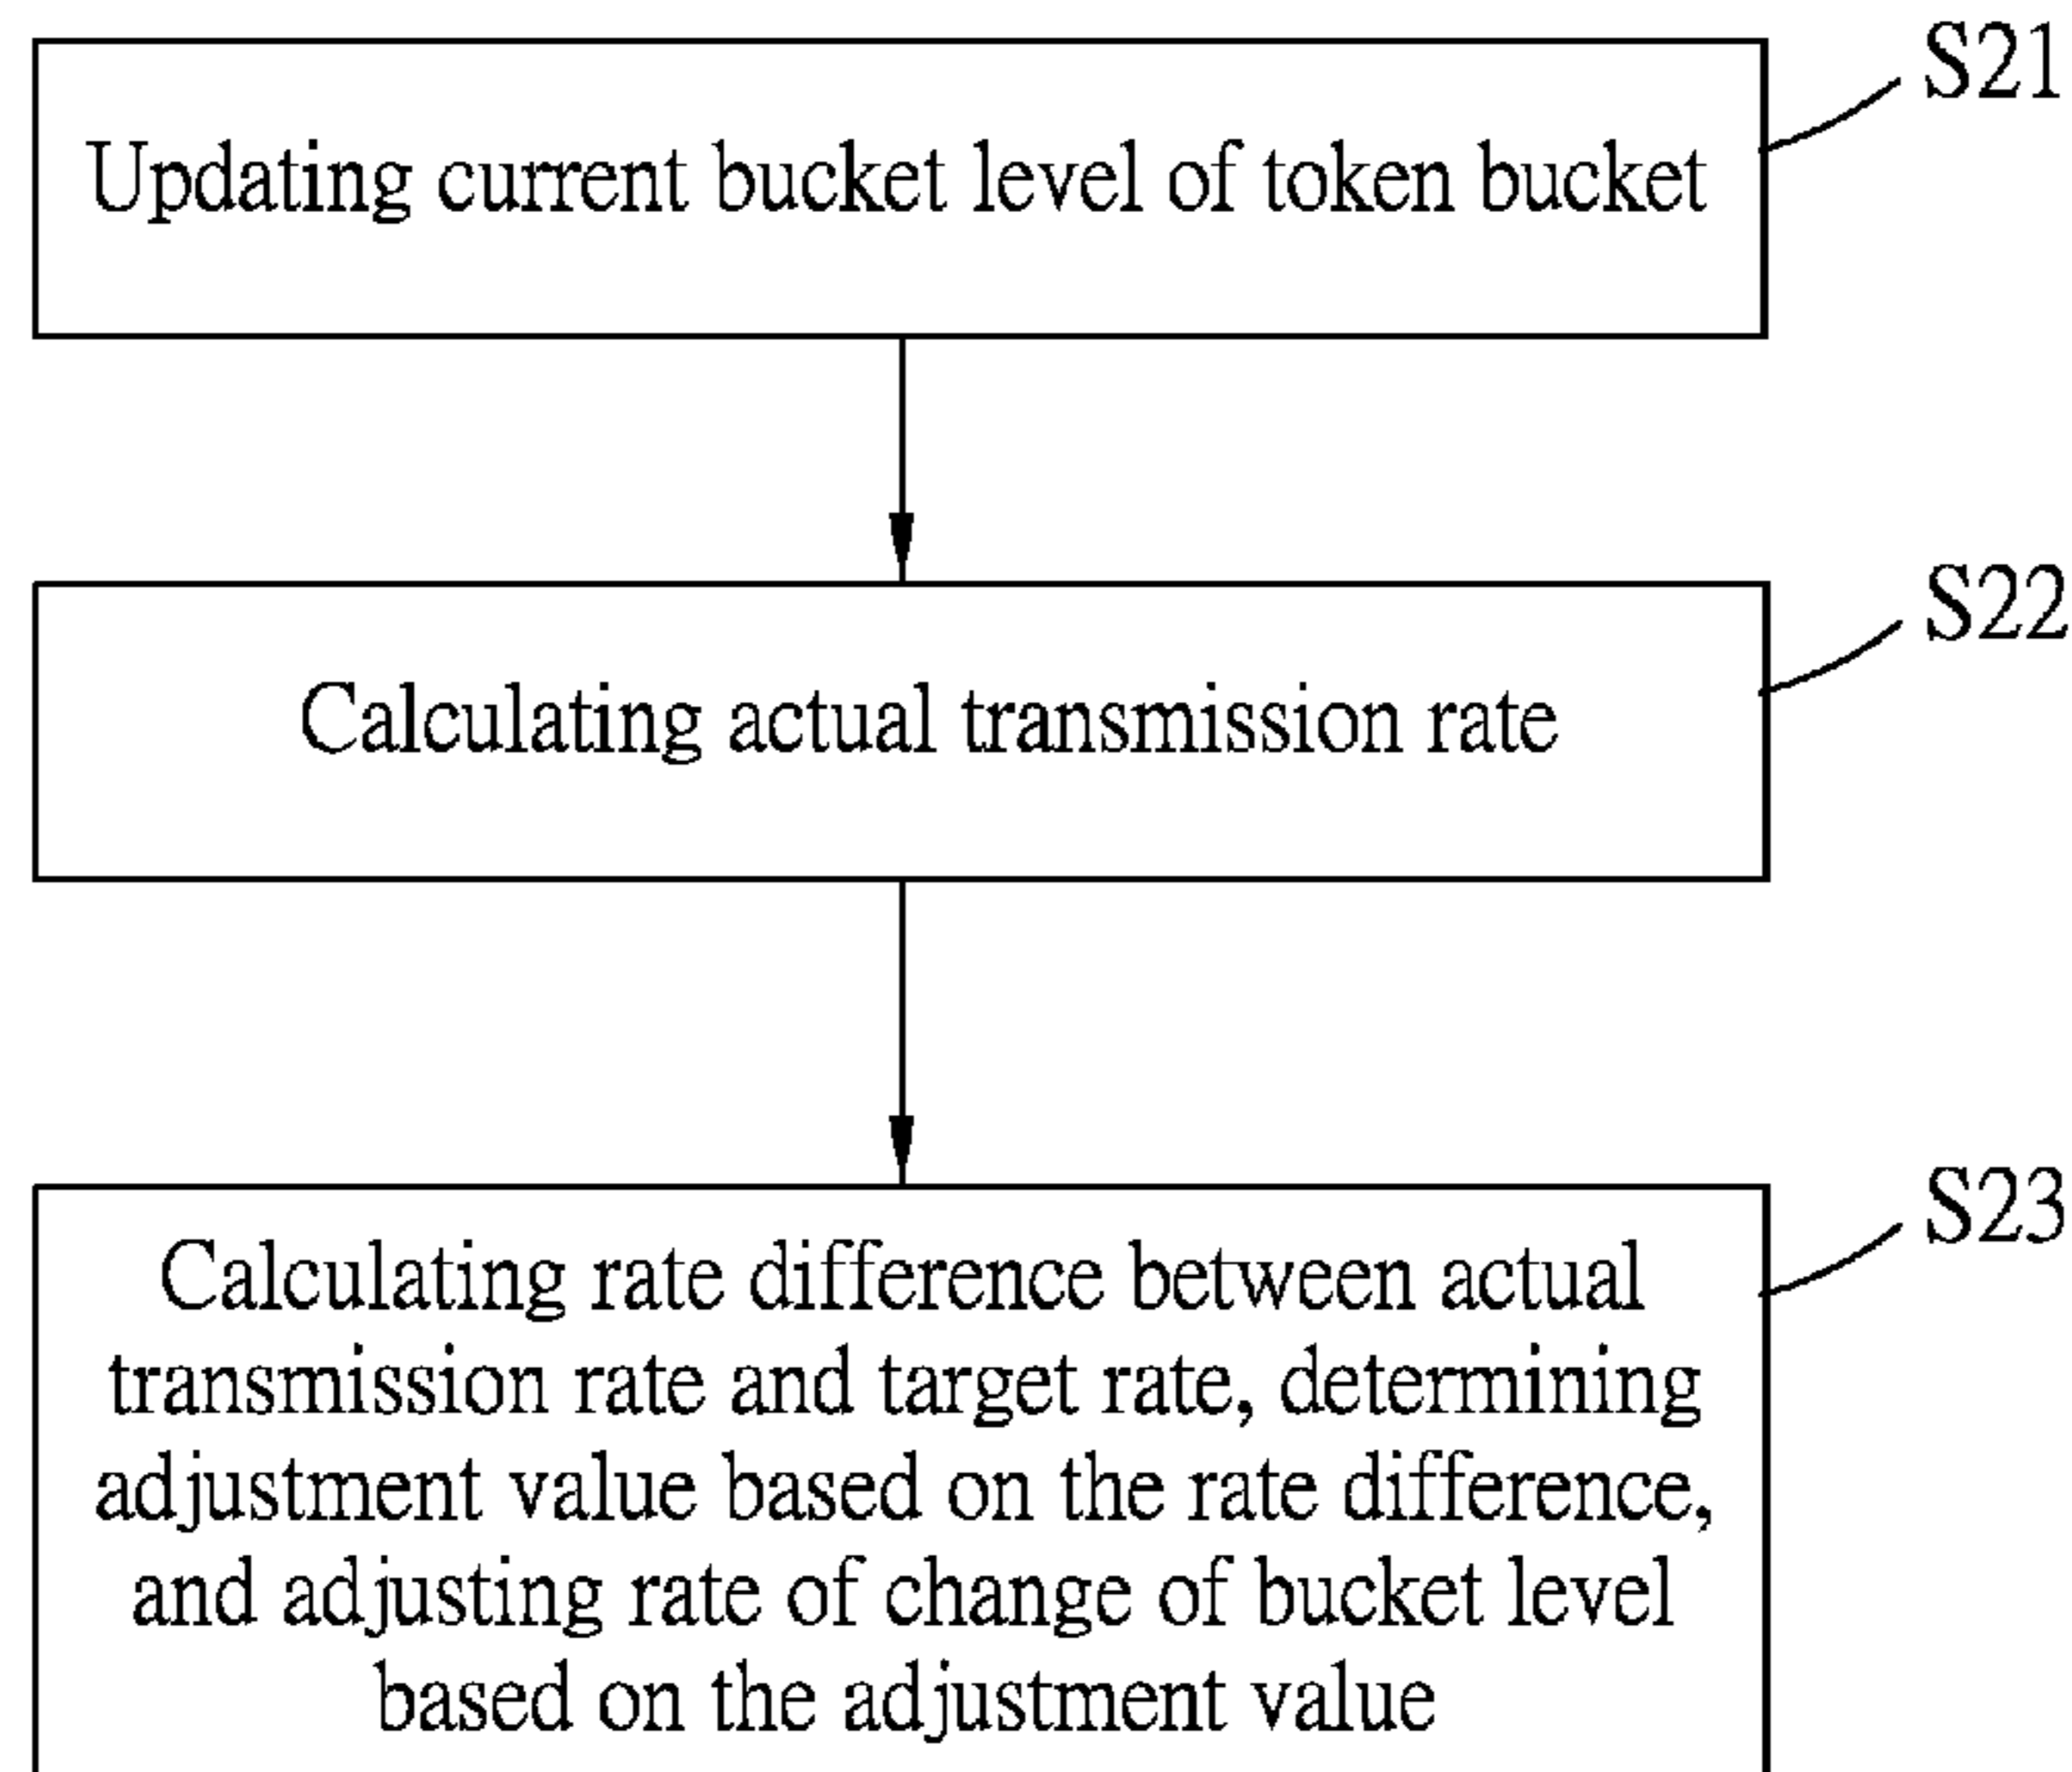 S21
Updating current bucket level of token bucket
S22
Calculating actual transmission rate
S23
Calculating rate difference between actual
transmission rate and target rate, determining
adjustment value based on the rate difference,
and adjusting rate of change of bucket level
based on the adjustment value